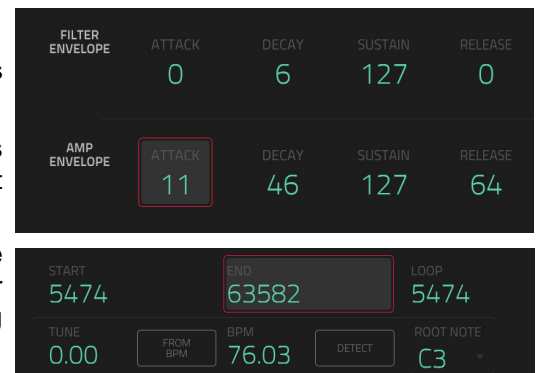 FILTER ENVELOPE ATTACK DECAY SUSTAIN RELEASE
0 6 127 0
AMP ENVELOPE ATTACK DECAY SUSTAIN RELEASE
11 46 127 64
START END LOOP
5474 63582 5474
TUNE FROM BPM BPM DETECT ROOT NOTE
0.00 76.03 C3